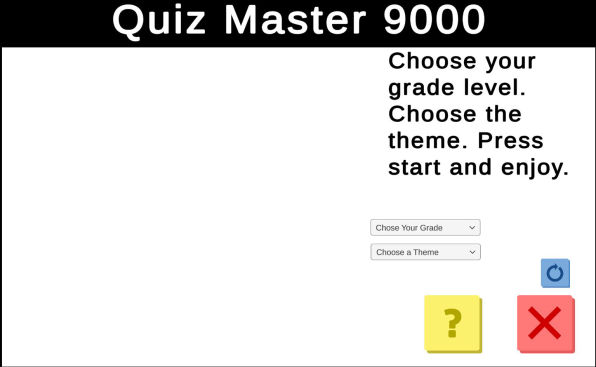 Quiz Master 9000
Choose your
grade level.
Choose the
theme. Press
start and enjoy.
Chose Your Grade
Choose a Theme
?